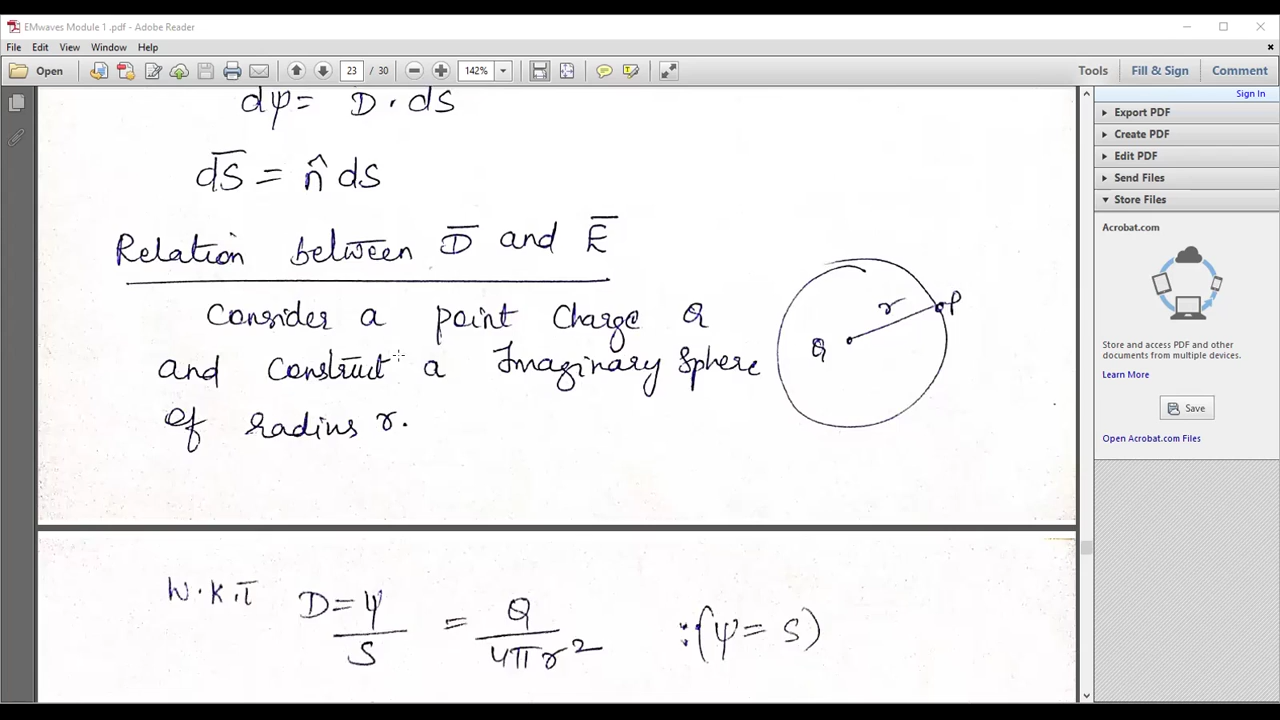 EMwaves Module 1 .pdf - Adobe Reader
File Edit View Window Help
Open 23 / 30 142% Tools Fill & Sign Comment
Sign In
Export PDF
Create PDF
Edit PDF
Send Files
Store Files
Acrobat.com
Store and access PDF and other
documents from multiple devices.
Learn More
Save
Open Acrobat.com Files
dψ = D · dS
d̅S̅ = n̂ dS
Relation between D̅ and E̅
Consider a point Charge Q
and Construct a Imaginary Sphere
Of radius r.
Q r P
W.K.T D = ψ/S = Q/4πr² :(ψ = S)